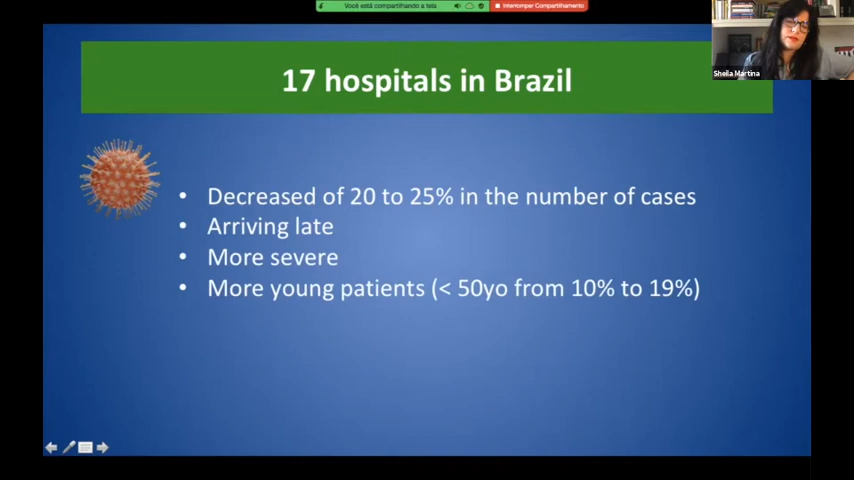 Você está compartilhando a tela
Interromper Compartilhamento
17 hospitals in Brazil
Sheila Martina
• Decreased of 20 to 25% in the number of cases
• Arriving late
• More severe
• More young patients (< 50yo from 10% to 19%)